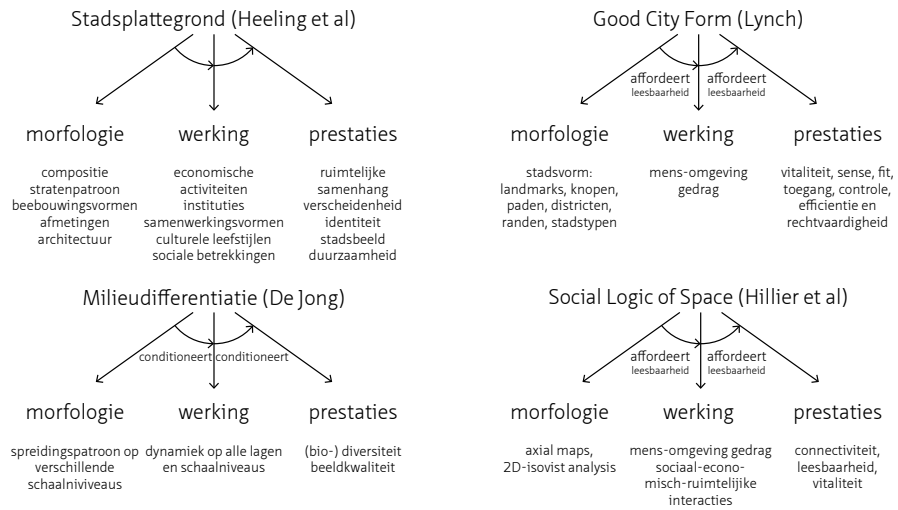 Stadsplattegrond (Heeling et al)
morfologie
compositie
stratenpatroon
beebouwingsvormen
afmetingen
architectuur
werking
economische
activiteiten
instituties
samenwerkingsvormen
culturele leefstijlen
sociale betrekkingen
prestaties
ruimtelijke
samenhang
verscheidenheid
identiteit
stadsbeeld
duurzaamheid
Good City Form (Lynch)
affordeert
leesbaarheid
affordeert
leesbaarheid
morfologie
stadsvorm:
landmarks, knopen,
paden, districten,
randen, stadstypen
werking
mens-omgeving
gedrag
prestaties
vitaliteit, sense, fit,
toegang, controle,
efficientie en
rechtvaardigheid
Milieudifferentiatie (De Jong)
conditioneert
conditioneert
morfologie
spreidingspatroon op
verschillende
schaalniviveaus
werking
dynamiek op alle lagen
en schaalniveaus
prestaties
(bio-) diversiteit
beeldkwaliteit
Social Logic of Space (Hillier et al)
affordeert
leesbaarheid
affordeert
leesbaarheid
morfologie
axial maps,
2D-isovist analysis
werking
mens-omgeving gedrag
sociaal-econo-
misch-ruimtelijke
interacties
prestaties
connectiviteit,
leesbaarheid,
vitaliteit